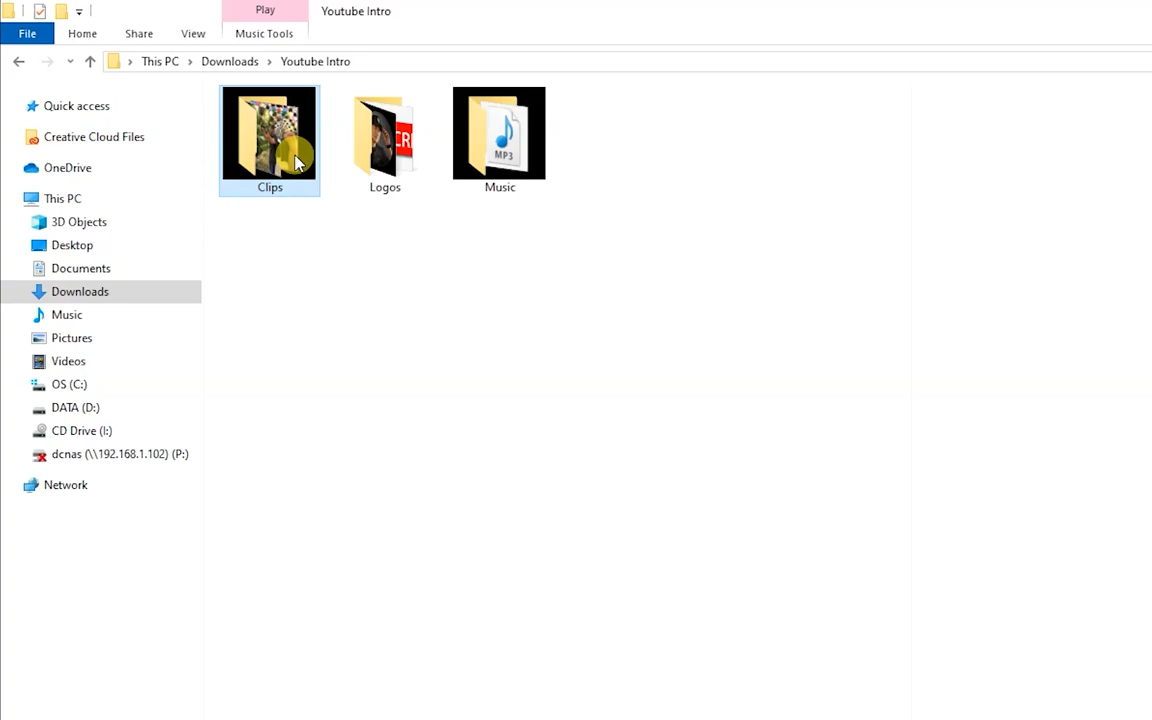 Play
Youtube Intro
File
Home
Share
View
Music Tools
This PC
Downloads
Youtube Intro
Quick access
Creative Cloud Files
OneDrive
This PC
3D Objects
Desktop
Documents
Downloads
Music
Pictures
Videos
OS (C:)
DATA (D:)
CD Drive (I:)
dcnas (\\192.168.1.102) (P:)
Network
CR
MP3
Clips
Logos
Music